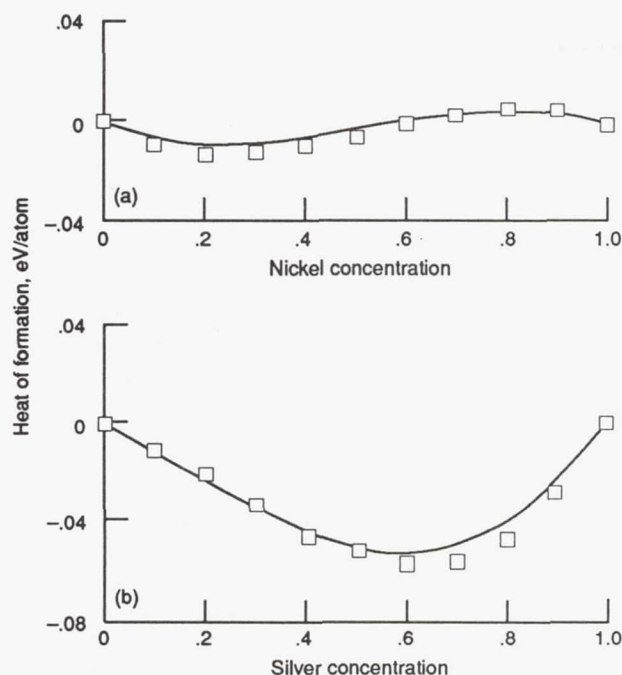 .04
0
(a)
−.04
0 .2 .4 .6 .8 1.0
Nickel concentration
Heat of formation, eV/atom
.04
0
−.04
(b)
−.08
0 .2 .4 .6 .8 1.0
Silver concentration